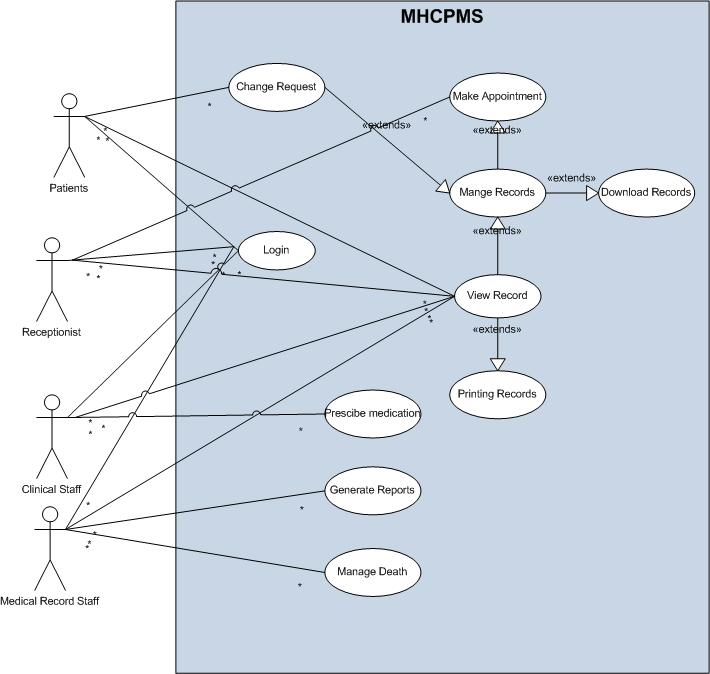 MHCPMS
Change Request
Make Appointment
«extends»
«extends»
Patients
«extends»
Mange Records
Download Records
«extends»
Login
Receptionist
View Record
«extends»
Printing Records
Prescibe medication
Clinical Staff
Generate Reports
Manage Death
Medical Record Staff